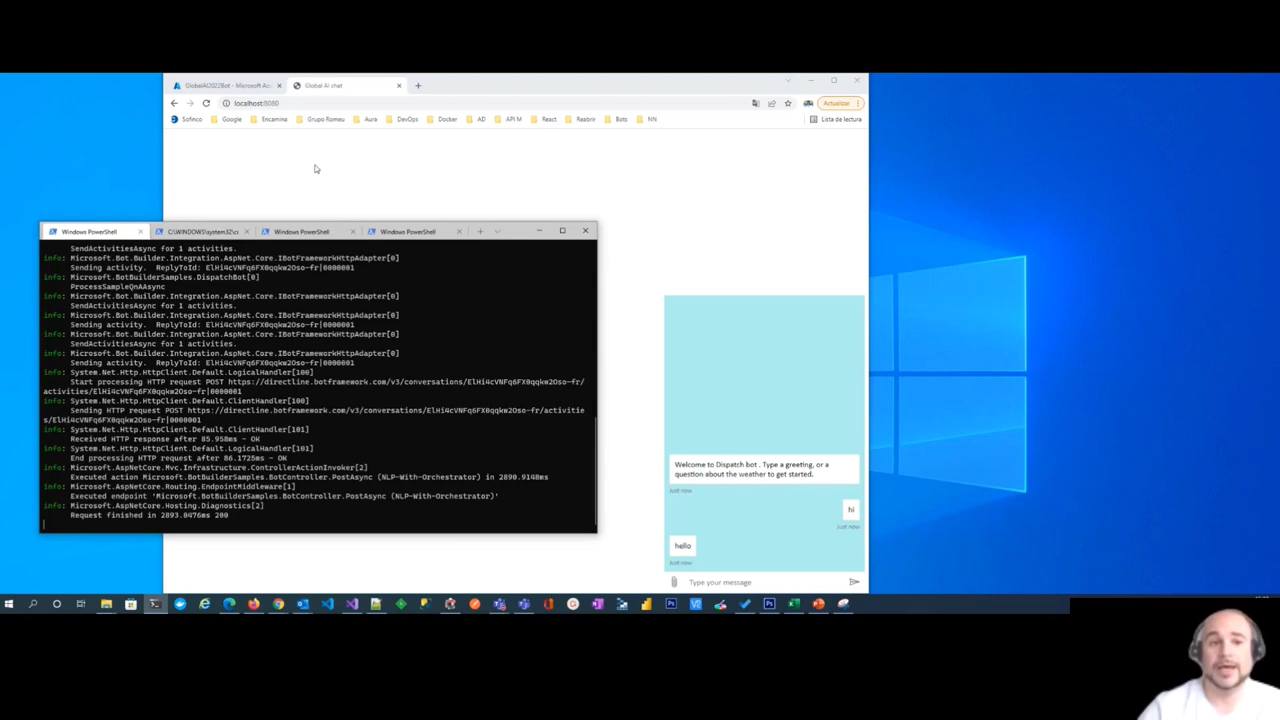 GlobalAI2022Bot - Microsoft Az
Global AI chat
localhost:8080
Actualizar
Sofinco
Google
Encamina
Grupo Romeu
Aura
DevOps
Docker
AD
API M
React
Reabrir
Bots
NN
Lista de lectura
Windows PowerShell
C:\WINDOWS\system32\c
Windows PowerShell
Windows PowerShell
SendActivitiesAsync for 1 activities.
info: Microsoft.Bot.Builder.Integration.AspNet.Core.IBotFrameworkHttpAdapter[0]
Sending activity. ReplyToId: ElHi4cVNFq6FX0qqkw2Oso-fr|0000001
info: Microsoft.BotBuilderSamples.DispatchBot[0]
ProcessSampleQnAAsync
info: Microsoft.Bot.Builder.Integration.AspNet.Core.IBotFrameworkHttpAdapter[0]
SendActivitiesAsync for 1 activities.
info: Microsoft.Bot.Builder.Integration.AspNet.Core.IBotFrameworkHttpAdapter[0]
Sending activity. ReplyToId: ElHi4cVNFq6FX0qqkw2Oso-fr|0000001
info: Microsoft.Bot.Builder.Integration.AspNet.Core.IBotFrameworkHttpAdapter[0]
SendActivitiesAsync for 1 activities.
info: Microsoft.Bot.Builder.Integration.AspNet.Core.IBotFrameworkHttpAdapter[0]
Sending activity. ReplyToId: ElHi4cVNFq6FX0qqkw2Oso-fr|0000001
info: System.Net.Http.HttpClient.Default.LogicalHandler[100]
Start processing HTTP request POST https://directline.botframework.com/v3/conversations/ElHi4cVNFq6FX0qqkw2Oso-fr/
activities/ElHi4cVNFq6FX0qqkw2Oso-fr|0000001
info: System.Net.Http.HttpClient.Default.ClientHandler[100]
Sending HTTP request POST https://directline.botframework.com/v3/conversations/ElHi4cVNFq6FX0qqkw2Oso-fr/activitie
s/ElHi4cVNFq6FX0qqkw2Oso-fr|0000001
info: System.Net.Http.HttpClient.Default.ClientHandler[101]
Received HTTP response after 85.958ms - OK
info: System.Net.Http.HttpClient.Default.LogicalHandler[101]
End processing HTTP request after 86.1725ms - OK
info: Microsoft.AspNetCore.Mvc.Infrastructure.ControllerActionInvoker[2]
Executed action Microsoft.BotBuilderSamples.BotController.PostAsync (NLP-With-Orchestrator) in 2890.9148ms
info: Microsoft.AspNetCore.Routing.EndpointMiddleware[1]
Executed endpoint 'Microsoft.BotBuilderSamples.BotController.PostAsync (NLP-With-Orchestrator)'
info: Microsoft.AspNetCore.Hosting.Diagnostics[2]
Request finished in 2893.0476ms 200
Welcome to Dispatch bot . Type a greeting, or a
question about the weather to get started.
Just now
hi
Just now
hello
Just now
Type your message